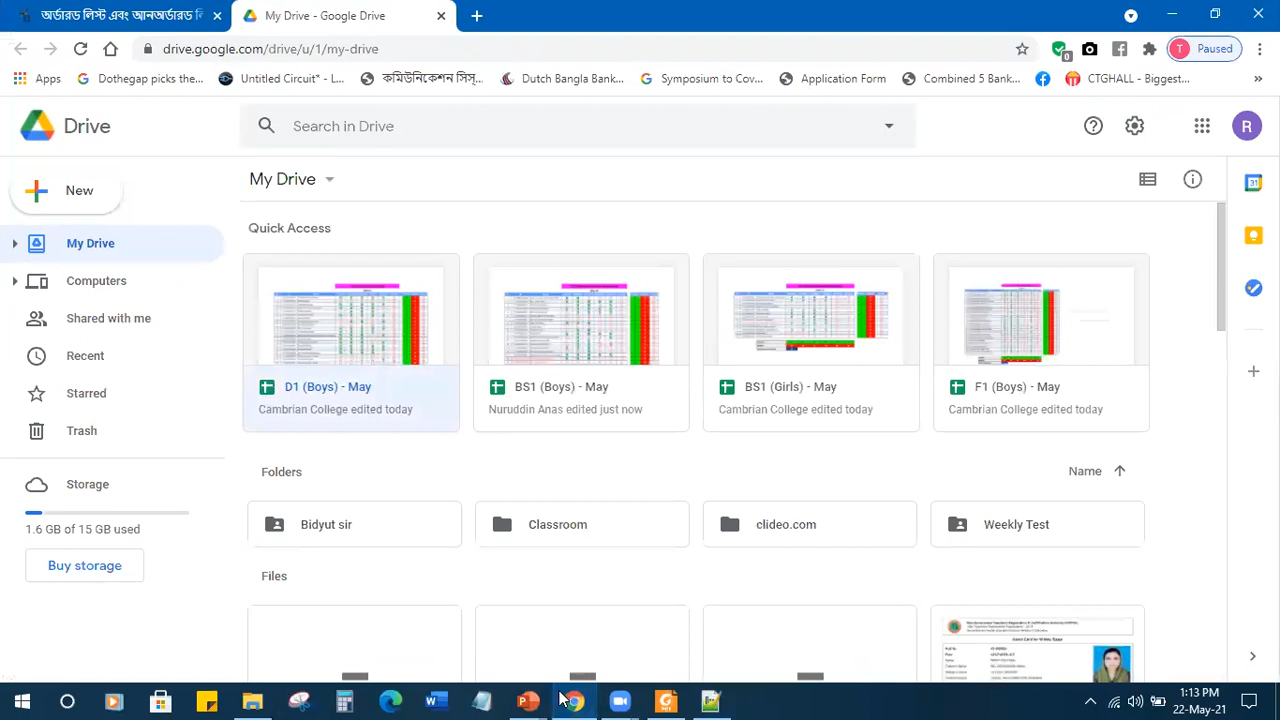 অর্ডারড লিস্ট এবং আনঅর্ডারড লি
My Drive - Google Drive
drive.google.com/drive/u/1/my-drive
0
T Paused
Apps
Dothegap picks the...
Untitled Circuit" - I...
কমিউনিকেশন সিস্...
Dutch Bangla Bank...
Symposium to Cov...
Application Form
Combined 5 Bank...
CTGHALL - Biggest...
»
Drive
Search in Drive
R
New
My Drive
My Drive
Computers
Shared with me
Recent
Starred
Trash
Storage
1.6 GB of 15 GB used
Buy storage
31
Quick Access
D1 (Boys) - May
Cambrian College edited today
BS1 (Boys) - May
Nuruddin Anas edited just now
BS1 (Girls) - May
Cambrian College edited today
F1 (Boys) - May
Cambrian College edited today
Folders
Name
Bidyut sir
Classroom
clideo.com
Weekly Test
Files
1:13 PM
22-May-21